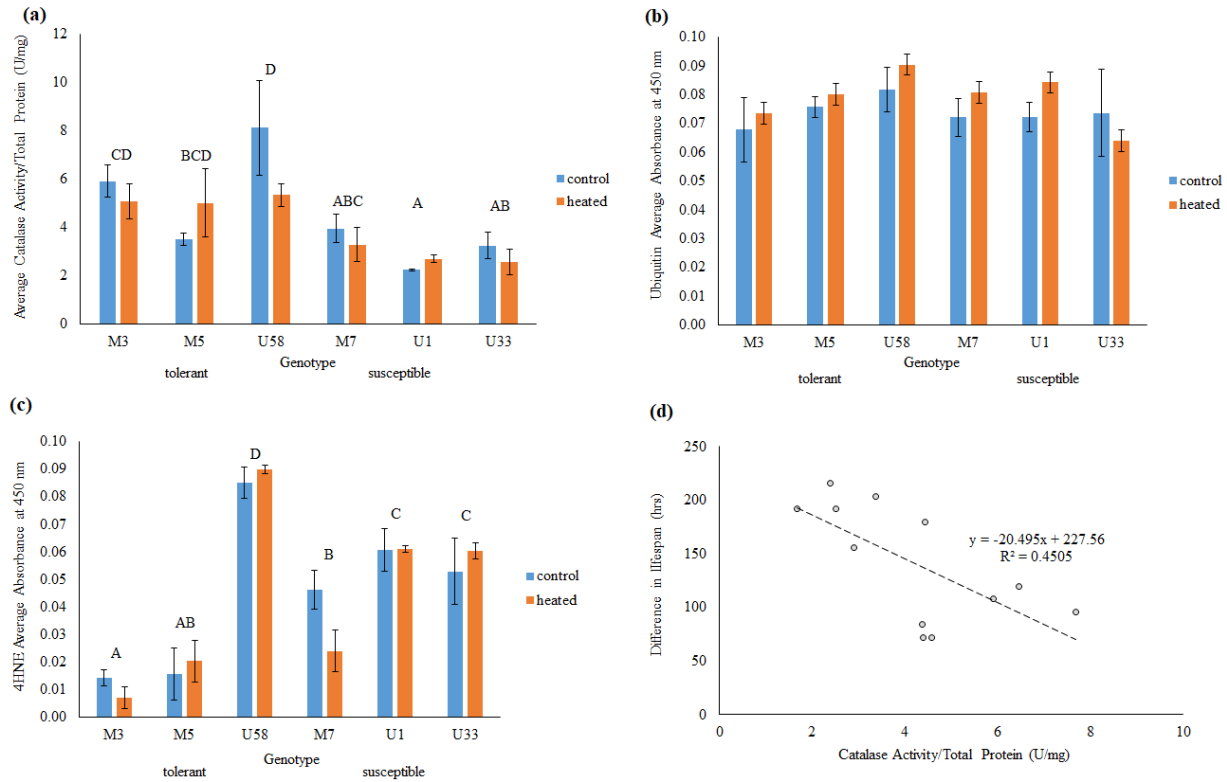 (a)
Average Catalase Activity/Total Protein (U/mg)
12
10
8
6
4
2
0
CD
BCD
D
ABC
A
AB
control
heated
M3 M5 U58 M7 U1 U33
Genotype
tolerant susceptible
(b)
Ubiquitin Average Absorbance at 450 nm
0.10
0.09
0.08
0.07
0.06
0.05
0.04
0.03
0.02
0.01
0.00
control
heated
M3 M5 U58 M7 U1 U33
Genotype
tolerant susceptible
(c)
4HNE Average Absorbance at 450 nm
0.10
0.09
0.08
0.07
0.06
0.05
0.04
0.03
0.02
0.01
0.00
A
AB
D
B
C
C
control
heated
M3 M5 U58 M7 U1 U33
Genotype
tolerant susceptible
(d)
Difference in lifespan (hrs)
250
200
150
100
50
0
y = -20.495x + 227.56
R² = 0.4505
0 2 4 6 8 10
Catalase Activity/Total Protein (U/mg)